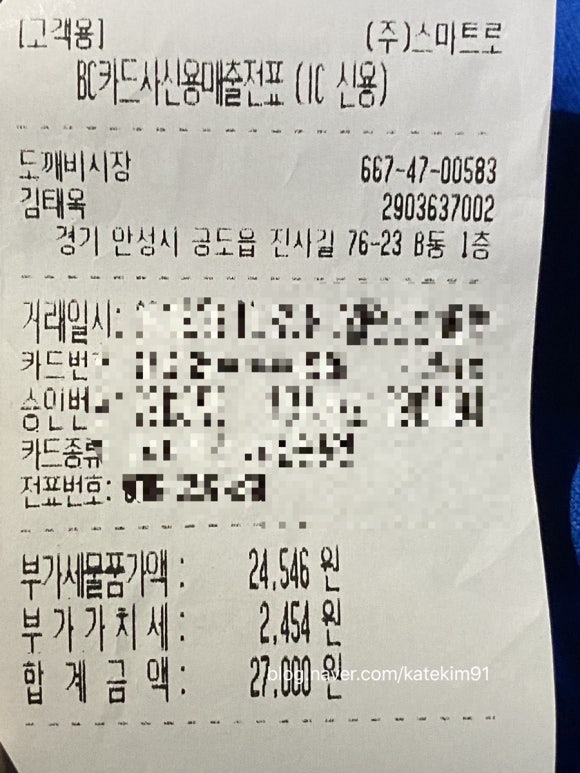 [고객용] (주)스마트로
BC카드사신용매출전표(IC 신용)
도깨비시장 667-47-00583
김태옥 2903637002
경기 안성시 공도읍 진사길 76-23 B동 1층
거래일시:
카드번
승인번
카드종류
전표번호:
부가세물품가액 : 24,546 원
부 가 가 치 세 : 2,454 원
합 계 금 액 : 27,000 원
blog.naver.com/katekim91